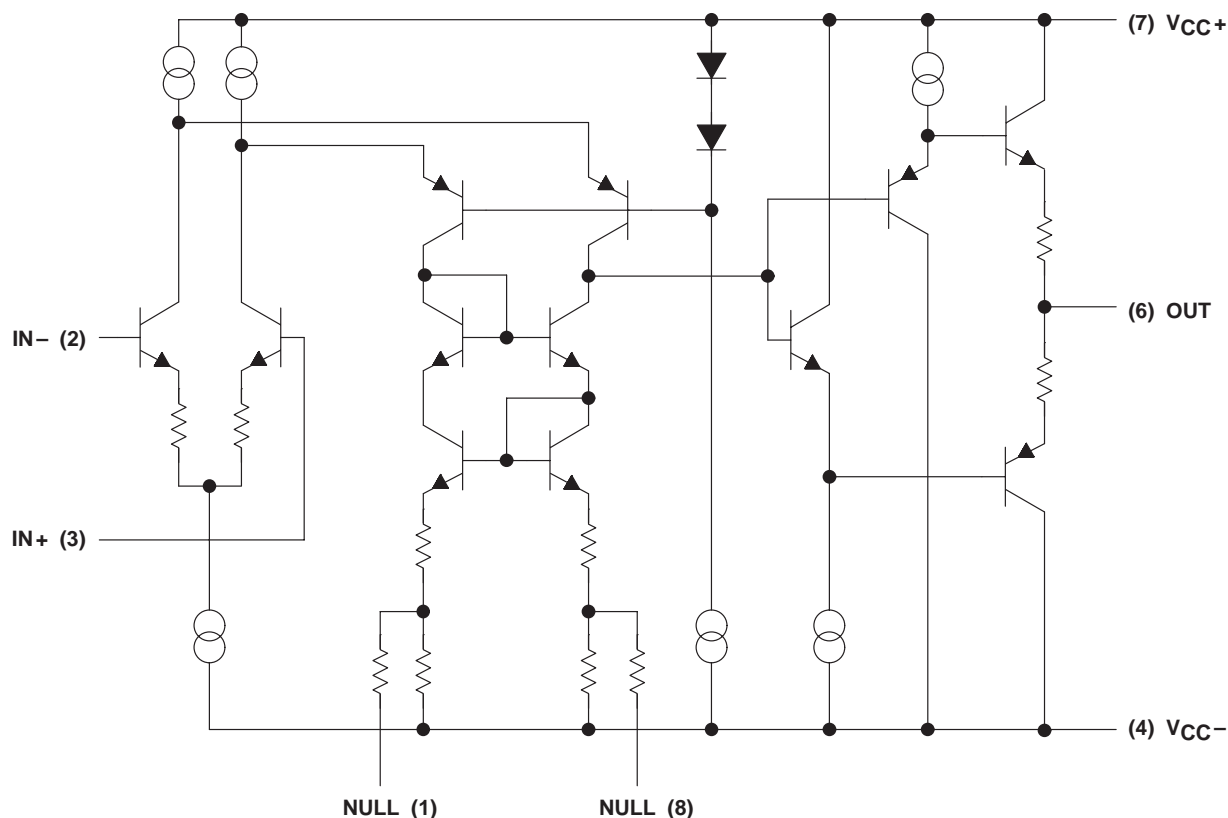 (7) VCC+
IN− (2)
(6) OUT
IN+ (3)
(4) VCC−
NULL (1)
NULL (8)